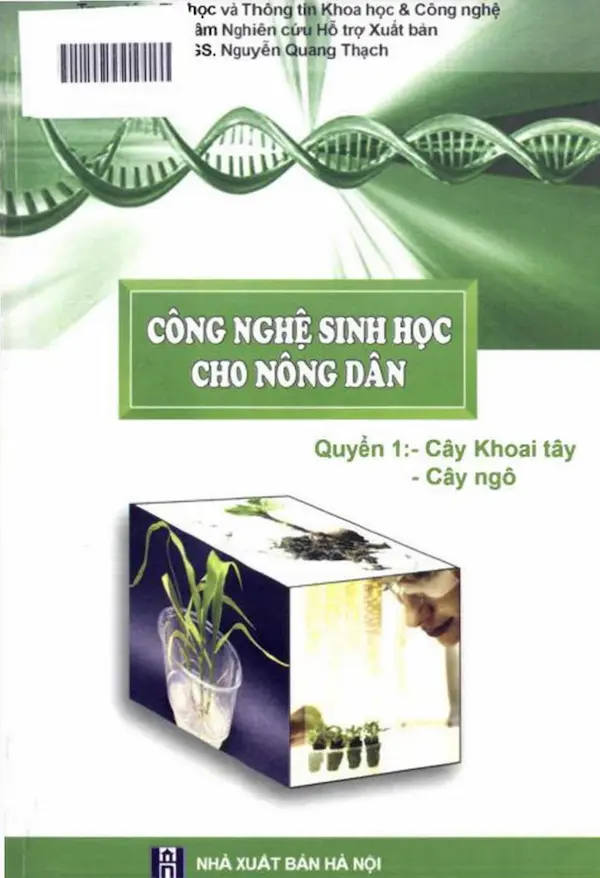 học và Thông tin Khoa học & Công nghệ
âm Nghiên cứu Hỗ trợ Xuất bản
GS. Nguyễn Quang Thạch
CÔNG NGHỆ SINH HỌC
CHO NÔNG DÂN
Quyển 1:- Cây Khoai tây
- Cây ngô
NHÀ XUẤT BẢN HÀ NỘI